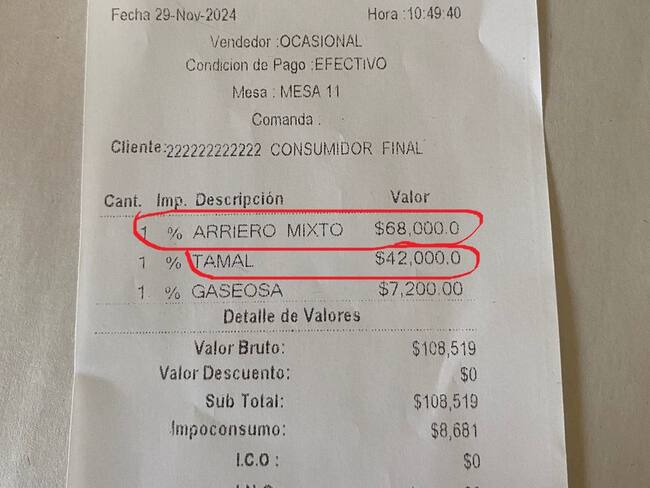 Fecha 29-Nov-2024 Hora :10:49:40
Vendedor :OCASIONAL
Condicion de Pago :EFECTIVO
Mesa : MESA 11
Comanda :
Cliente:222222222222 CONSUMIDOR FINAL
Cant. Imp. Descripción Valor
1 % ARRIERO MIXTO $68,000.0
1 % TAMAL $42,000.0
1 % GASEOSA $7,200.00
Detalle de Valores
Valor Bruto: $108,519
Valor Descuento: $0
Sub Total: $108,519
Impoconsumo: $8,681
I.C.O : $0